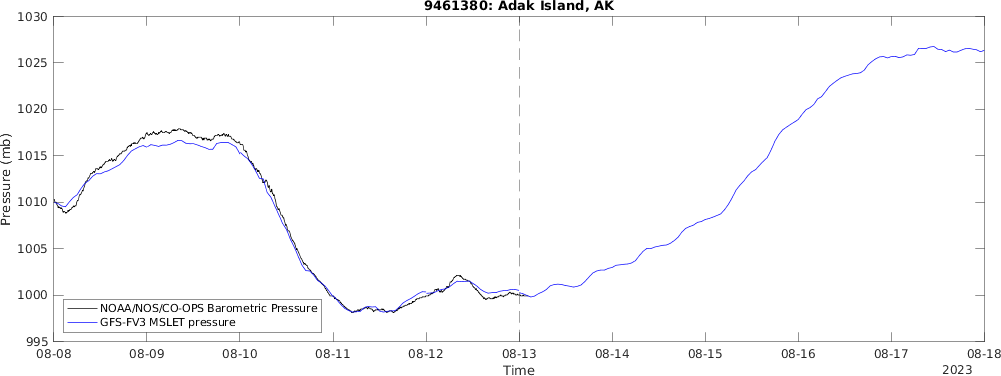 9461380: Adak Island, AK
Pressure (mb)
1030
1025
1020
1015
1010
1005
1000
995
NOAA/NOS/CO-OPS Barometric Pressure
GFS-FV3 MSLET pressure
08-08 08-09 08-10 08-11 08-12 08-13 08-14 08-15 08-16 08-17 08-18
Time
2023